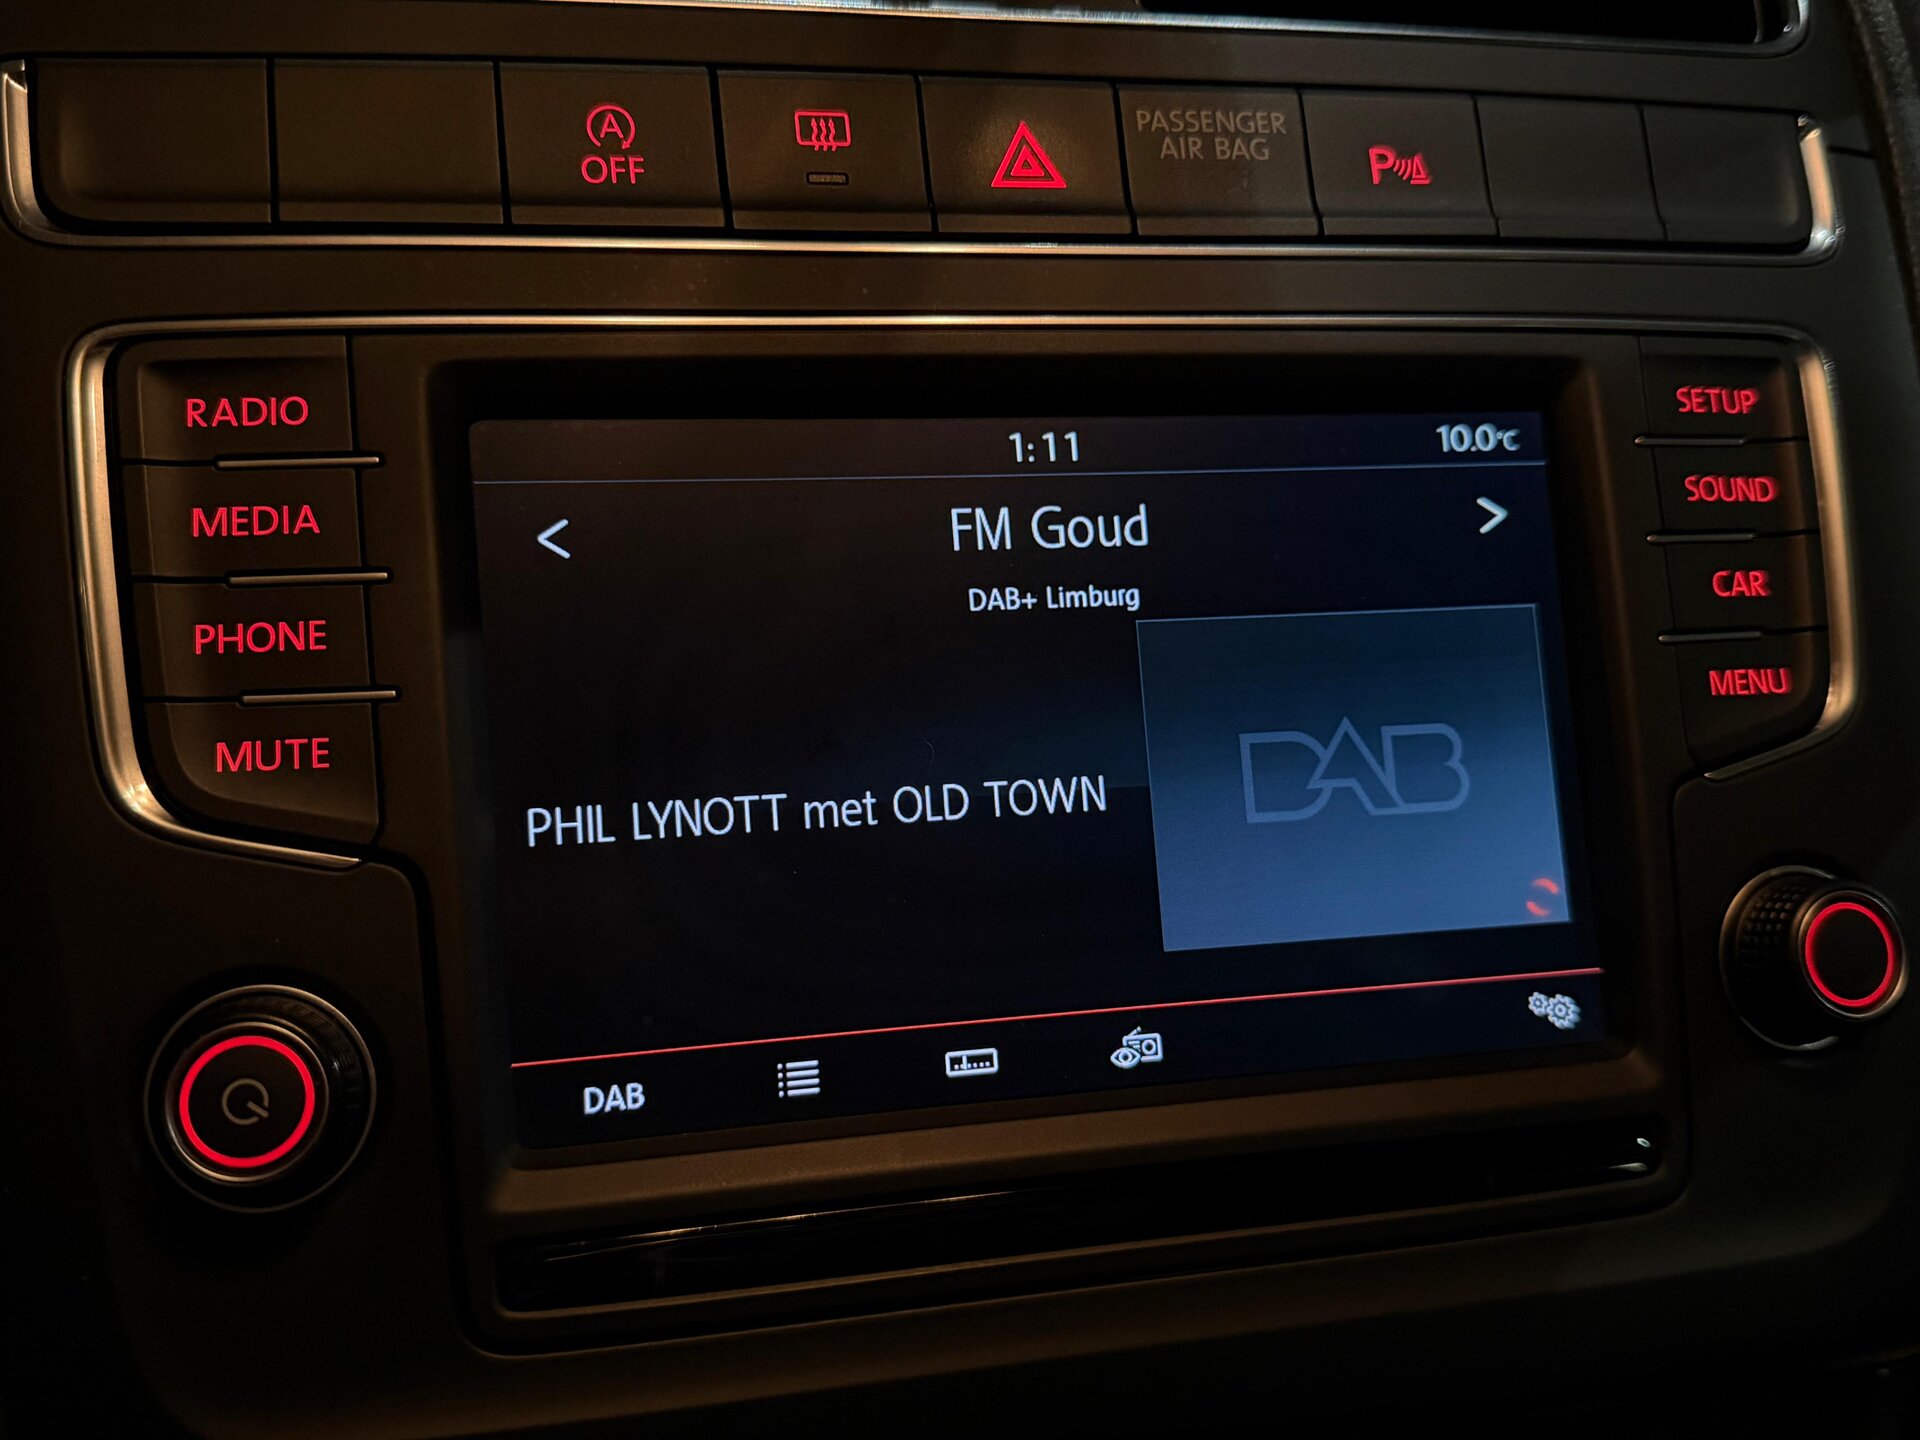 A
OFF
PASSENGER
AIR BAG
P
RADIO
MEDIA
PHONE
MUTE
1:11
10.0°C
<
FM Goud
>
DAB+ Limburg
PHIL LYNOTT met OLD TOWN
DAB
DAB
SETUP
SOUND
CAR
MENU